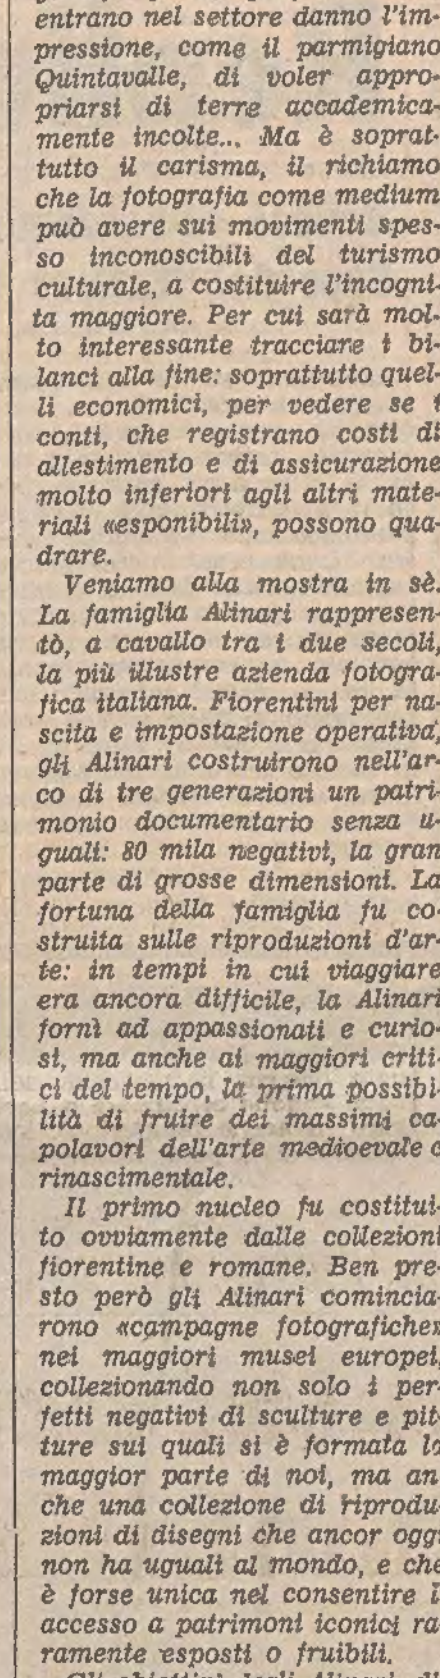 entrano nel settore danno l'im-
pressione, come il parmigiano
Quintavalle, di voler appro-
priarsi di terre accademica-
mente incolte... Ma è soprat-
tutto il carisma, il richiamo
che la fotografia come medium
può avere sui movimenti spes-
so inconoscibili del turismo
culturale, a costituire l'incogni-
ta maggiore. Per cui sarà mol-
to interessante tracciare i bi-
lanci alla fine: soprattutto quel-
li economici, per vedere se i
conti, che registrano costi di
allestimento e di assicurazione
molto inferiori agli altri mate-
riali «esponibili», possono qua-
drare.
Veniamo alla mostra in sè.
La famiglia Alinari rappresen-
tò, a cavallo tra i due secoli,
la più illustre azienda fotogra-
fica italiana. Fiorentini per na-
scita e impostazione operativa,
gli Alinari costruirono nell'ar-
co di tre generazioni un patri-
monio documentario senza u-
guali: 80 mila negativi, la gran
parte di grosse dimensioni. La
fortuna della famiglia fu co-
struita sulle riproduzioni d'ar-
te: in tempi in cui viaggiare
era ancora difficile, la Alinari
fornì ad appassionati e curio-
si, ma anche ai maggiori criti-
ci del tempo, la prima possibi-
lità di fruire dei massimi ca-
polavori dell'arte medioevale e
rinascimentale.
Il primo nucleo fu costitui-
to ovviamente dalle collezioni
fiorentine e romane. Ben pre-
sto però gli Alinari comincia-
rono «campagne fotografiche»
nei maggiori musei europei,
collezionando non solo i per-
fetti negativi di sculture e pit-
ture sui quali si è formata la
maggior parte di noi, ma an
che una collezione di riprodu
zioni di disegni che ancor oggi
non ha uguali al mondo, e che
è forse unica nel consentire l
accesso a patrimoni iconici ra
ramente esposti o fruibili.